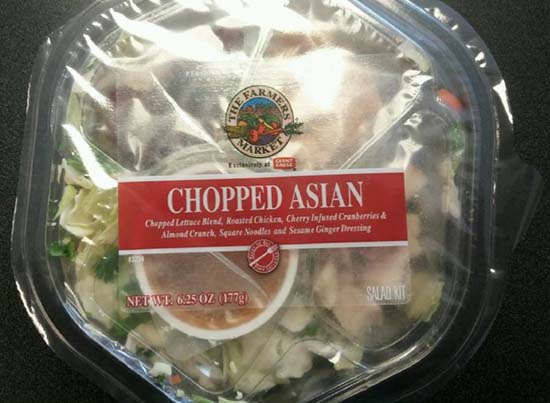 THE FARMERS
MARKET
Exclusively at GIANT EAGLE
CHOPPED ASIAN
Chopped Lettuce Blend, Roasted Chicken, Cherry Infused Cranberries &
Almond Crunch, Square Noodles and Sesame Ginger Dressing
NET WT. 6.25 OZ (177g)
SALAD KIT